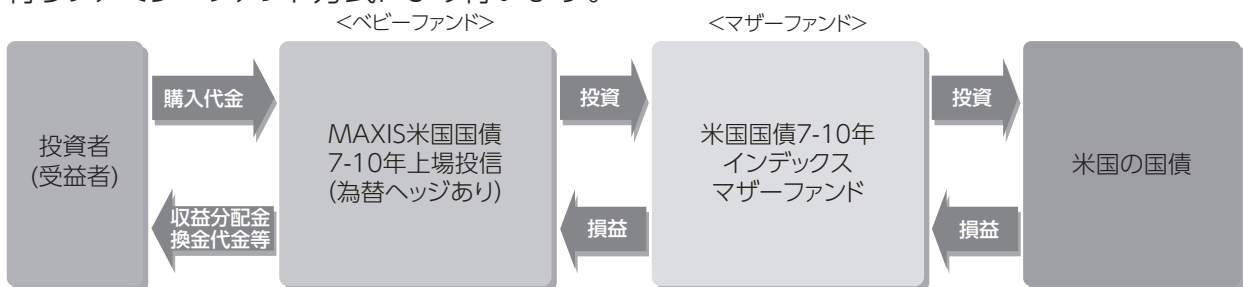 <ベビーファンド>
<マザーファンド>
投資者
(受益者)
購入代金
収益分配金
換金代金等
MAXIS米国国債
7-10年上場投信
(為替ヘッジあり)
投資
損益
米国国債7-10年
インデックス
マザーファンド
投資
損益
米国の国債